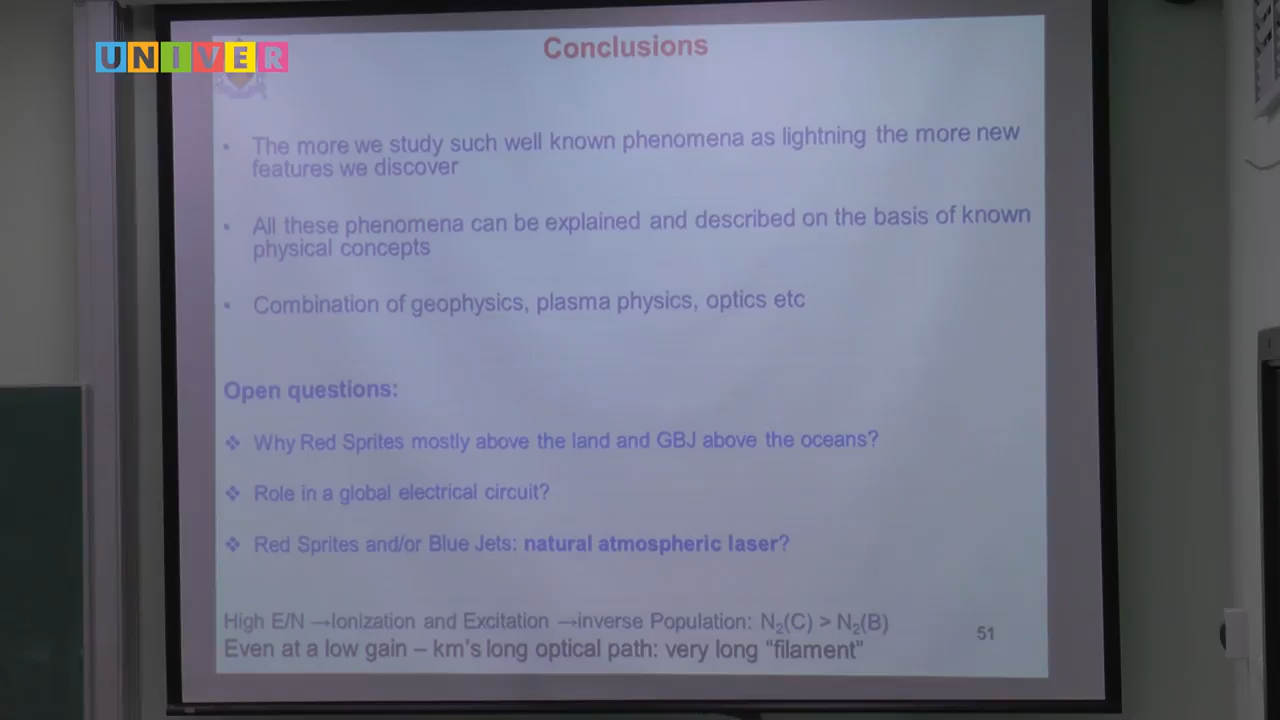 UNIVER
Conclusions
• The more we study such well known phenomena as lightning the more new
features we discover
• All these phenomena can be explained and described on the basis of known
physical concepts
• Combination of geophysics, plasma physics, optics etc
Open questions:
❖ Why Red Sprites mostly above the land and GBJ above the oceans?
❖ Role in a global electrical circuit?
❖ Red Sprites and/or Blue Jets: natural atmospheric laser?
High E/N →Ionization and Excitation →inverse Population: N₂(C) > N₂(B)
Even at a low gain – km's long optical path: very long "filament"
51